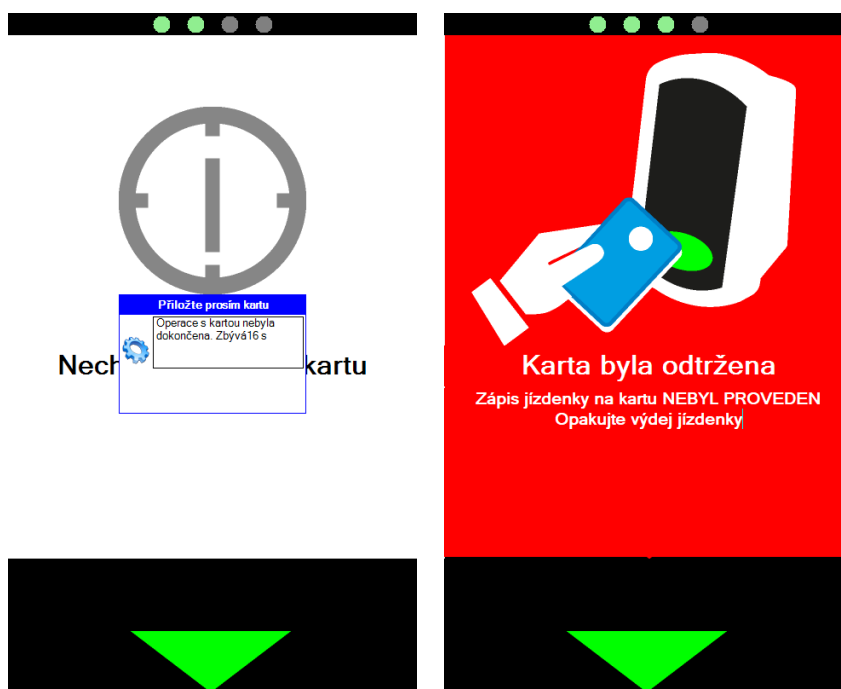 Přiložte prosím kartu
Operace s kartou nebyla
dokončena. Zbývá16 s
kartu
Karta byla odtržena
Zápis jízdenky na kartu NEBYL PROVEDEN
Opakujte výdej jízdenky